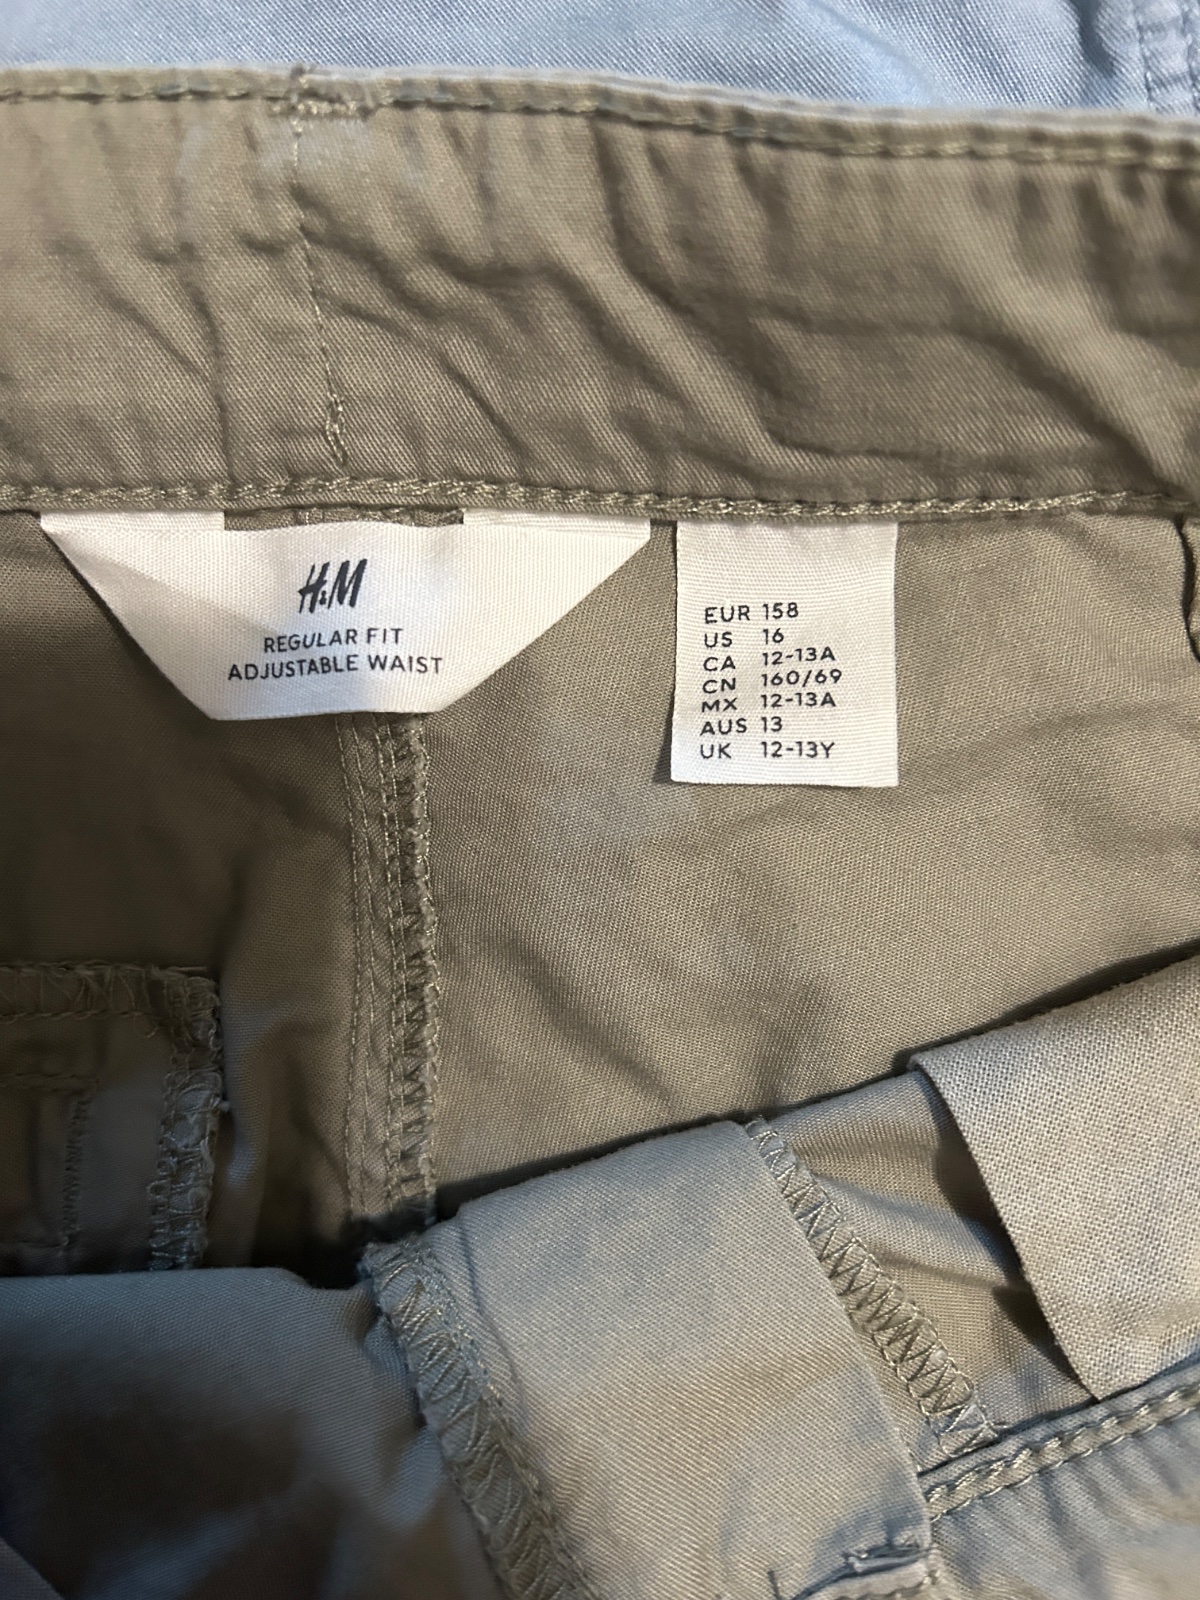 H&M
REGULAR FIT
ADJUSTABLE WAIST
EUR 158
US 16
CA 12-13A
CN 160/69
MX 12-13A
AUS 13
UK 12-13Y